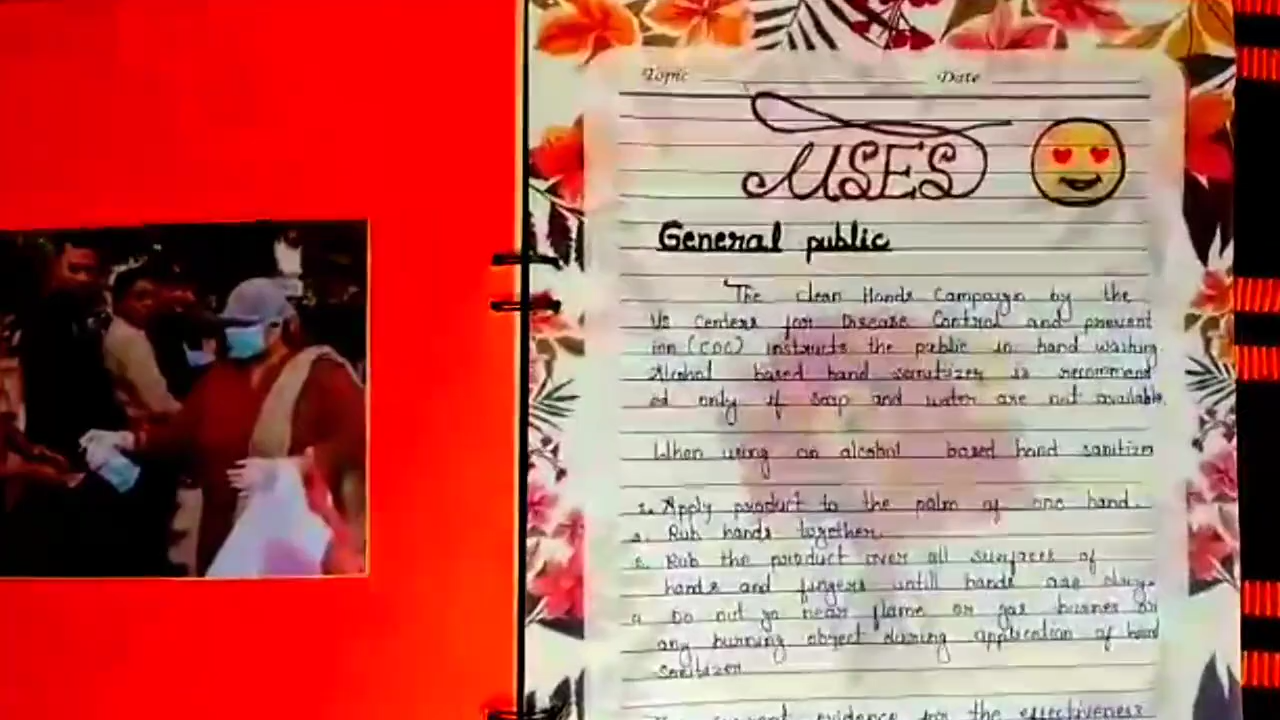 Topic Date
USES
General public
The clean Hands Campaign by the
US Centers for Disease Control and prevent
ion (CDC) instructs the public in hand washing.
Alcohol based hand sanitizer is recommend
ed only if soap and water are not available.
When using an alcohol based hand sanitizer
1. Apply product to the palm of one hand.
2. Rub hands together.
3. Rub the product over all surfaces of
hands and fingers untill hands are dry.
4. Do not go near flame or gas burner or
any burning object during application of hand
sanitizer
current evidence for the effectiveness